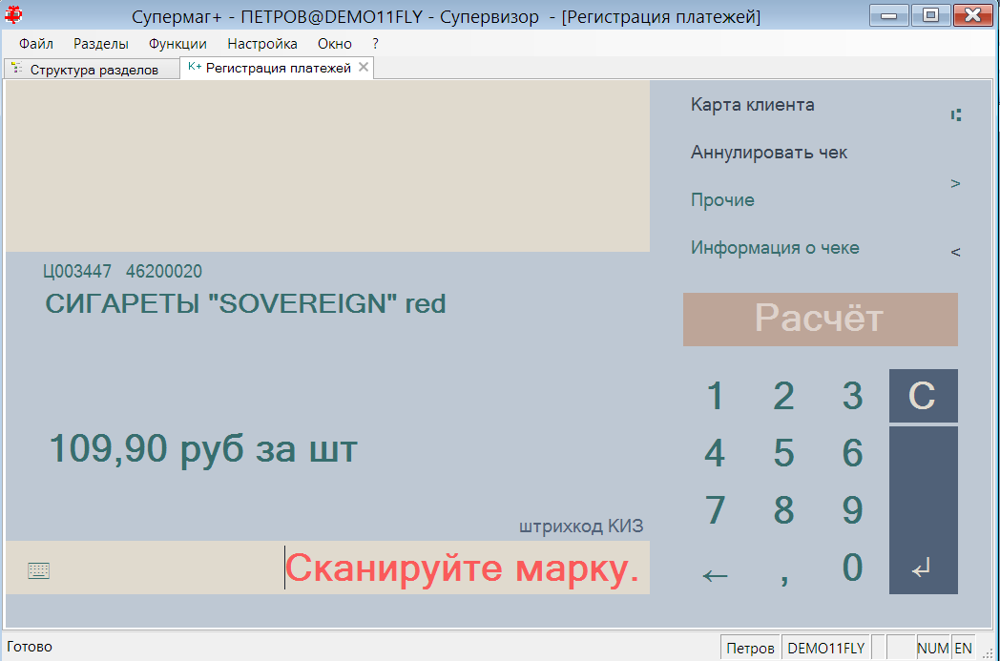 Супермаг+ - ПЕТРОВ@DEMO11FLY - Супервизор - [Регистрация платежей]
Файл Разделы Функции Настройка Окно ?
Структура разделов K+ Регистрация платежей
Карта клиента
Аннулировать чек
>
Прочие
Информация о чеке <
Ц003447 46200020
СИГАРЕТЫ "SOVEREIGN" red
Расчёт
1 2 3 C
4 5 6
109,90 руб за шт
7 8 9
штрихкод КИЗ
Сканируйте марку.
← , 0 ↵
Готово Петров DEMO11FLY NUM EN